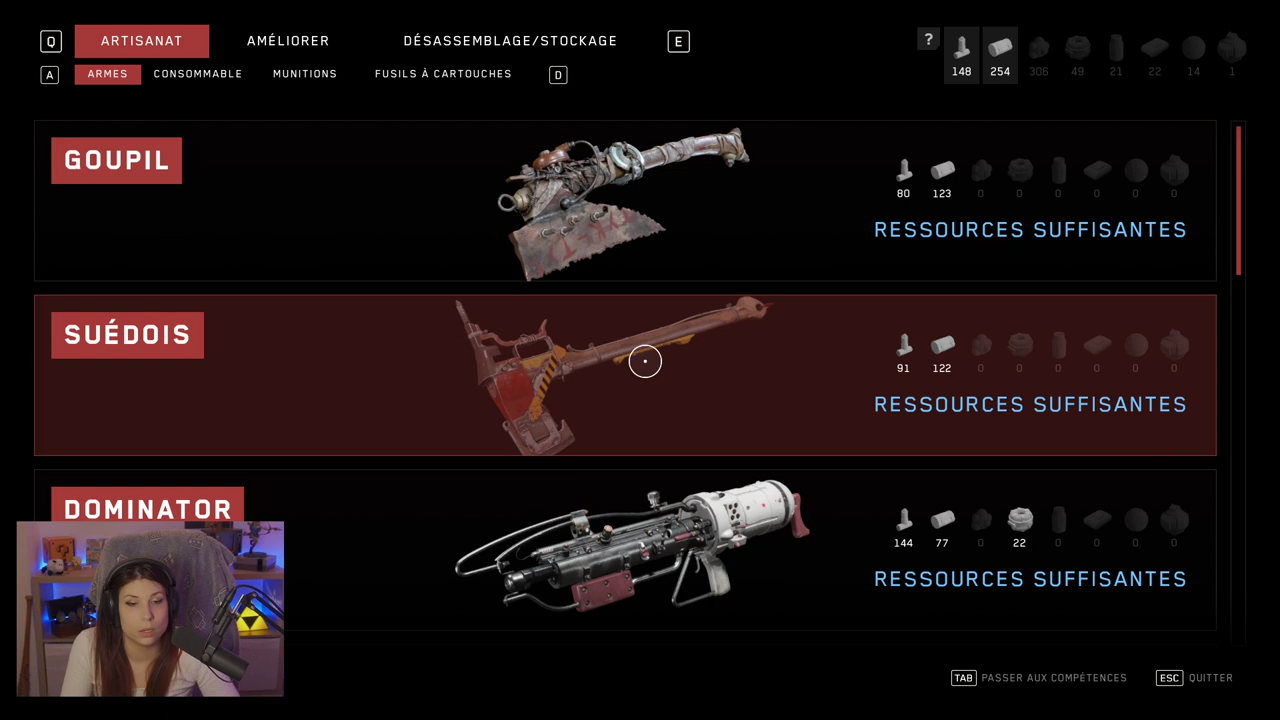 Q ARTISANAT AMÉLIORER DÉSASSEMBLAGE/STOCKAGE E
A ARMES CONSOMMABLE MUNITIONS FUSILS À CARTOUCHES D
?
148 254 306 49 21 22 14 1
GOUPIL
80 123 0 0 0 0 0 0
RESSOURCES SUFFISANTES
SUÉDOIS
91 122 0 0 0 0 0 0
RESSOURCES SUFFISANTES
DOMINATOR
144 77 0 22 0 0 0 0
RESSOURCES SUFFISANTES
TAB PASSER AUX COMPÉTENCES ESC QUITTER